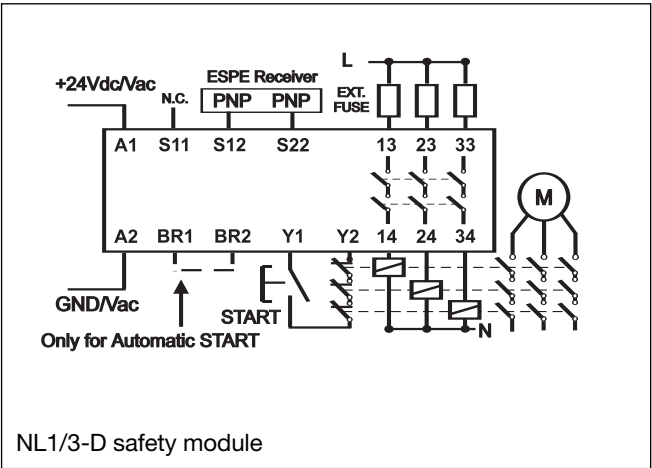 L
+24Vdc/Vac
N.C.
ESPE Receiver
PNP PNP
EXT.
FUSE
A1 S11 S12 S22 13 23 33
M
A2 BR1 BR2 Y1 Y2 14 24 34
GND/Vac
START
N
Only for Automatic START
NL1/3-D safety module